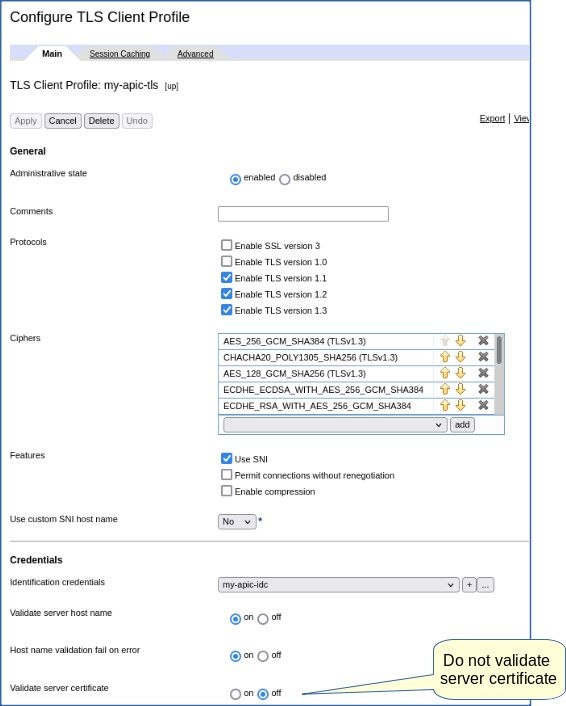 Configure TLS Client Profile
Main Session Caching Advanced
TLS Client Profile: my-apic-tls [up]
Apply Cancel Delete Undo Export |
General
Administrative state enabled disabled
Comments
Protocols
Enable SSL version 3
Enable TLS version 1.0
Enable TLS version 1.1
Enable TLS version 1.2
Enable TLS version 1.3
Ciphers
AES_256_GCM_SHA384 (TLSv1.3)
CHACHA20_POLY1305_SHA256 (TLSv1.3)
AES_128_GCM_SHA256 (TLSv1.3)
ECDHE_ECDSA_WITH_AES_256_GCM_SHA384
ECDHE_RSA_WITH_AES_256_GCM_SHA384
add
Features
Use SNI
Permit connections without renegotiation
Enable compression
Use custom SNI host name No *
Credentials
Identification credentials my-apic-idc + ...
Validate server host name on off
Host name validation fail on error on off
Validate server certificate on off
Do not validate
server certificate